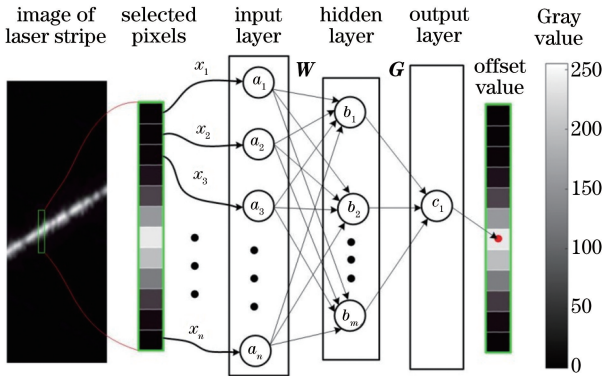 image of
laser stripe
selected
pixels
input
layer
hidden
layer
output
layer
offset
value
Gray
value
W
G
x1
x2
x3
xn
a1
a2
a3
an
b1
b2
bm
c1
250
200
150
100
50
0